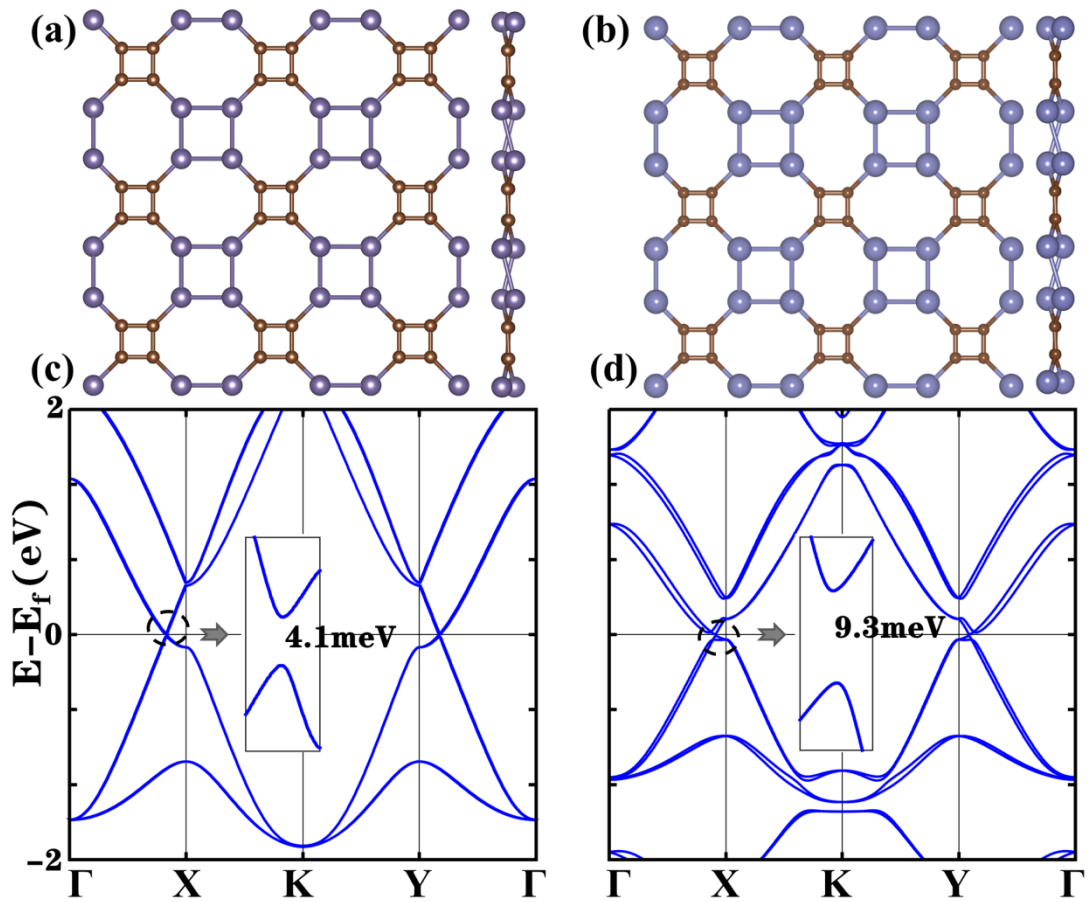 (a)
(b)
(c)
(d)
2
0
−2
E−E_f (eV)
4.1meV
9.3meV
Γ X K Y Γ
Γ X K Y Γ